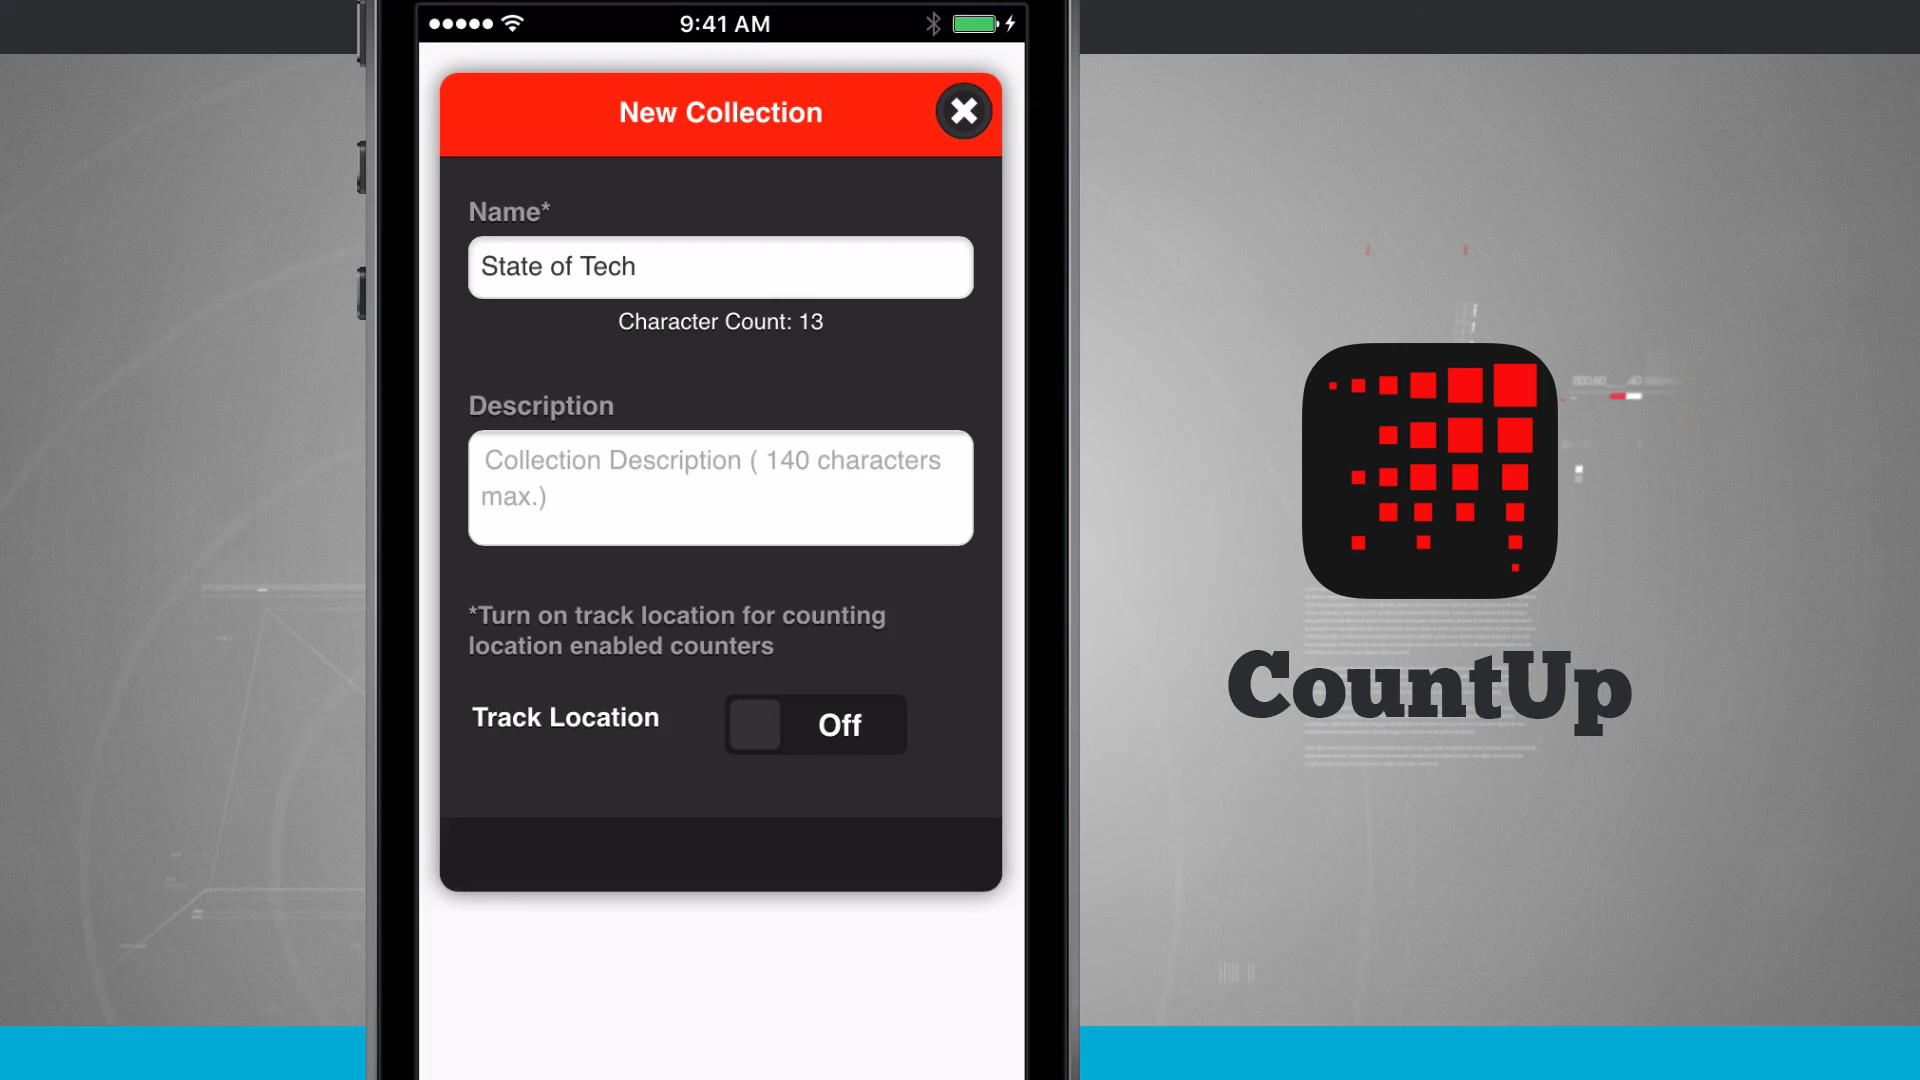 9:41 AM
New Collection
Name*
State of Tech
Character Count: 13
Description
Collection Description ( 140 characters
max.)
*Turn on track location for counting
location enabled counters
Track Location
Off
CountUp